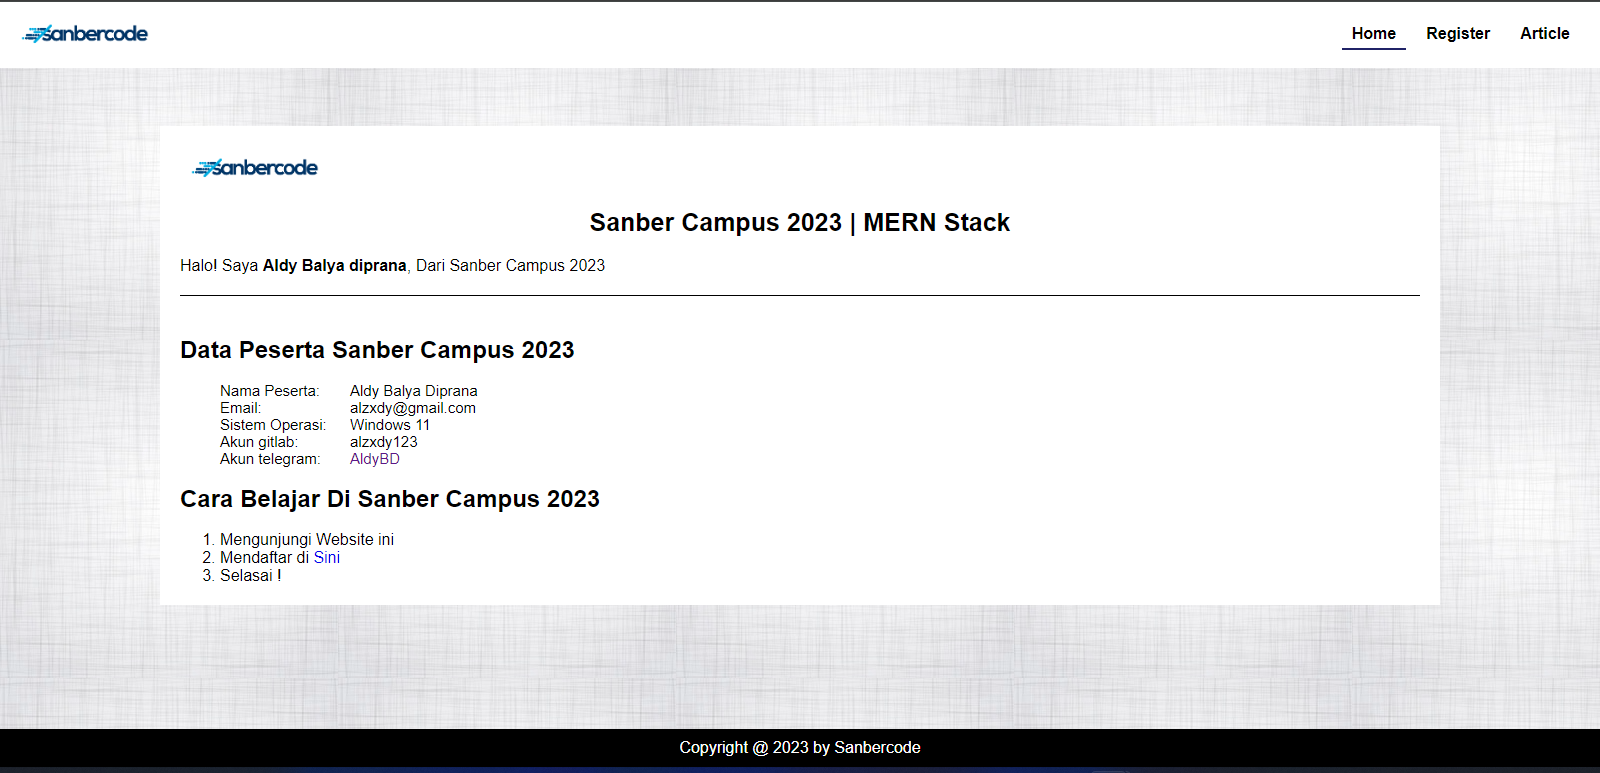 sanbercode
Home Register Article
sanbercode
Sanber Campus 2023 | MERN Stack
Halo! Saya Aldy Balya diprana, Dari Sanber Campus 2023
Data Peserta Sanber Campus 2023
Nama Peserta: Aldy Balya Diprana
Email: alzxdy@gmail.com
Sistem Operasi: Windows 11
Akun gitlab: alzxdy123
Akun telegram: AldyBD
Cara Belajar Di Sanber Campus 2023
1. Mengunjungi Website ini
2. Mendaftar di Sini
3. Selasai !
Copyright @ 2023 by Sanbercode